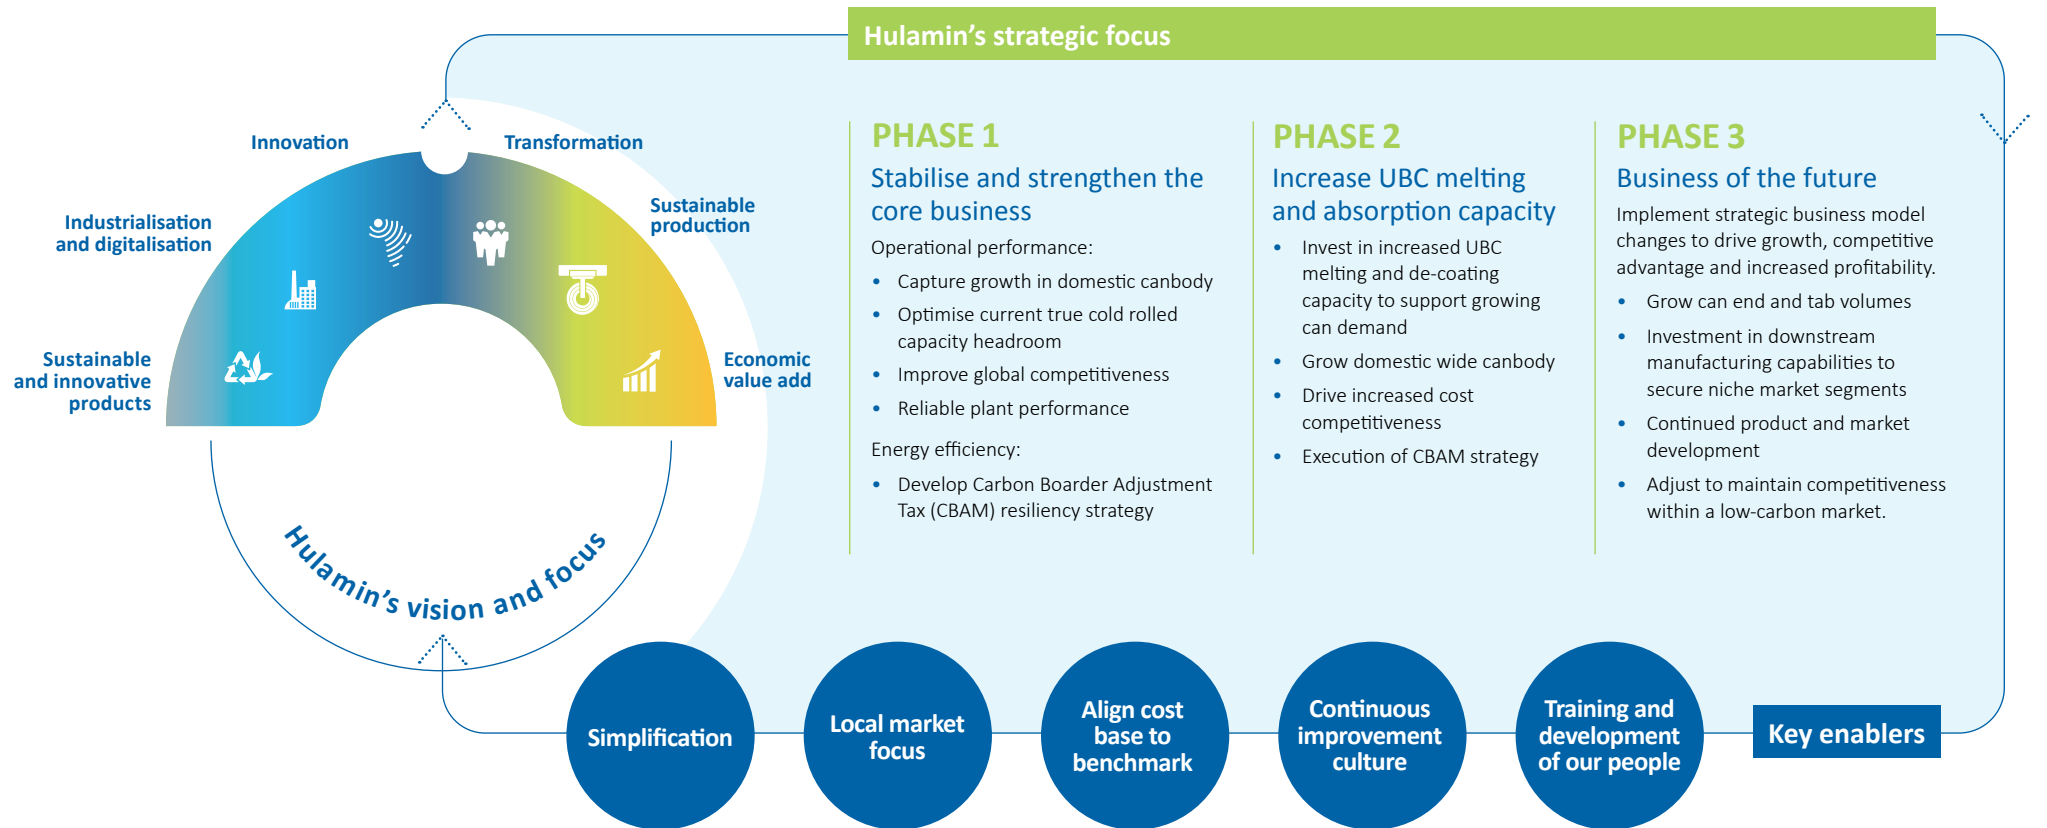 Hulamin's strategic focus
Innovation
Transformation
Industrialisation
and digitalisation
Sustainable
production
Sustainable
and innovative
products
Economic
value add
Hulamin's vision and focus
PHASE 1
Stabilise and strengthen the
core business
Operational performance:
• Capture growth in domestic canbody
• Optimise current true cold rolled
capacity headroom
• Improve global competitiveness
• Reliable plant performance
Energy efficiency:
• Develop Carbon Boarder Adjustment
Tax (CBAM) resiliency strategy
PHASE 2
Increase UBC melting
and absorption capacity
• Invest in increased UBC
melting and de-coating
capacity to support growing
can demand
• Grow domestic wide canbody
• Drive increased cost
competitiveness
• Execution of CBAM strategy
PHASE 3
Business of the future
Implement strategic business model
changes to drive growth, competitive
advantage and increased profitability.
• Grow can end and tab volumes
• Investment in downstream
manufacturing capabilities to
secure niche market segments
• Continued product and market
development
• Adjust to maintain competitiveness
within a low-carbon market.
Simplification
Local market
focus
Align cost
base to
benchmark
Continuous
improvement
culture
Training and
development
of our people
Key enablers